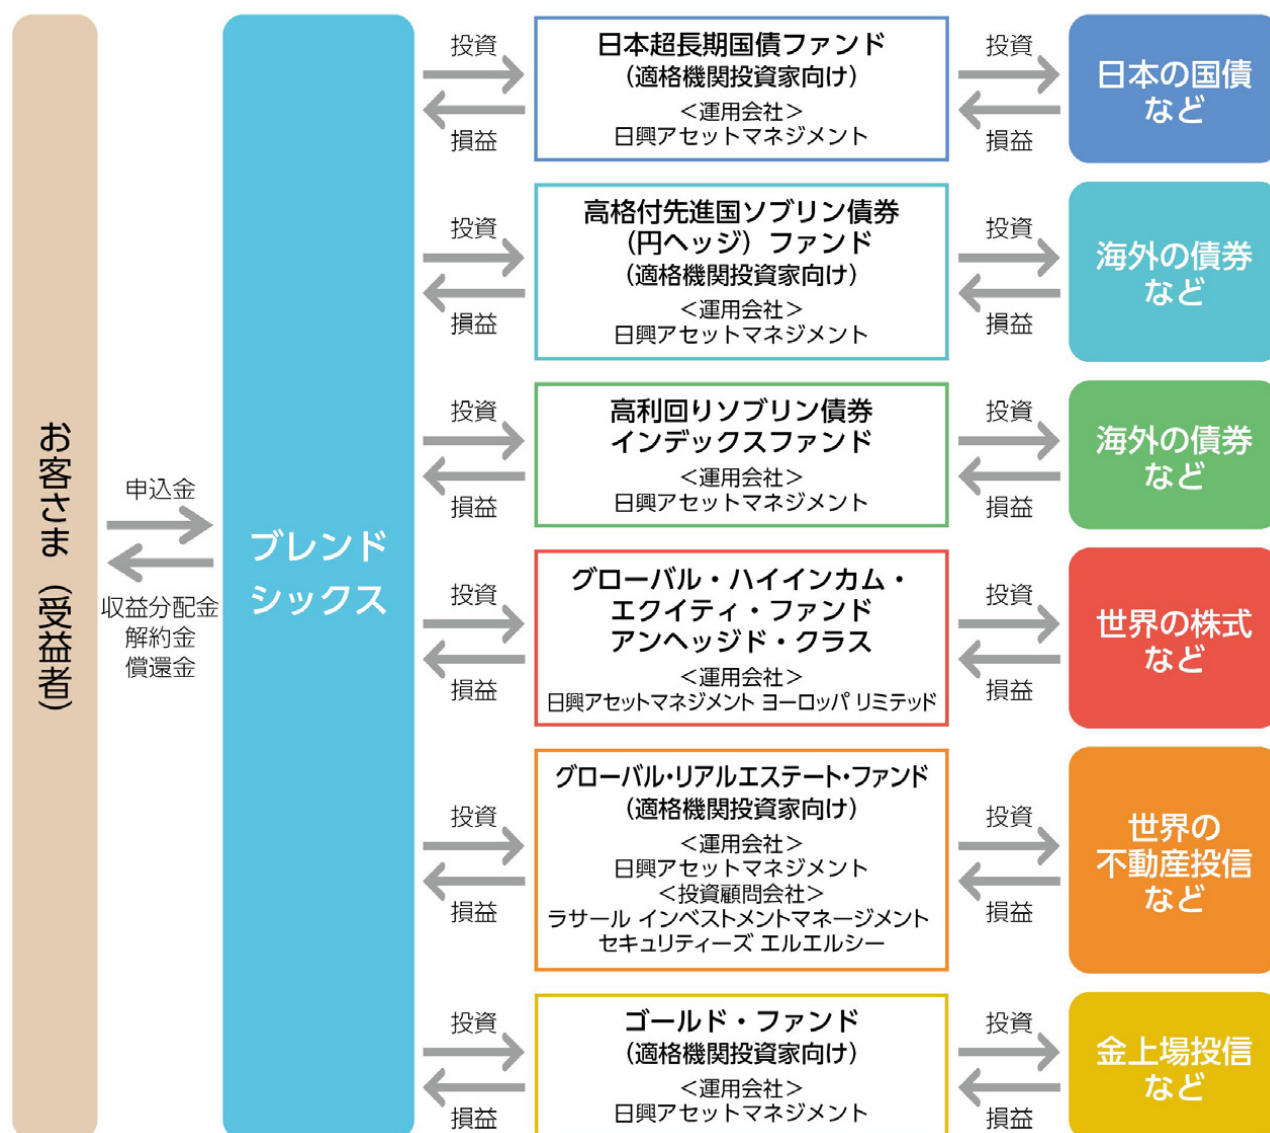 お客さま（受益者）
申込金
収益分配金
解約金
償還金
ブレンド
シックス
投資
損益
日本超長期国債ファンド
（適格機関投資家向け）
＜運用会社＞
日興アセットマネジメント
投資
損益
日本の国債
など
投資
損益
高格付先進国ソブリン債券
（円ヘッジ）ファンド
（適格機関投資家向け）
＜運用会社＞
日興アセットマネジメント
投資
損益
海外の債券
など
投資
損益
高利回りソブリン債券
インデックスファンド
＜運用会社＞
日興アセットマネジメント
投資
損益
海外の債券
など
投資
損益
グローバル・ハイインカム・
エクイティ・ファンド
アンヘッジド・クラス
＜運用会社＞
日興アセットマネジメント ヨーロッパ リミテッド
投資
損益
世界の株式
など
投資
損益
グローバル・リアルエステート・ファンド
（適格機関投資家向け）
＜運用会社＞
日興アセットマネジメント
＜投資顧問会社＞
ラサール インベストメントマネージメント
セキュリティーズ エルエルシー
投資
損益
世界の
不動産投信
など
投資
損益
ゴールド・ファンド
（適格機関投資家向け）
＜運用会社＞
日興アセットマネジメント
投資
損益
金上場投信
など